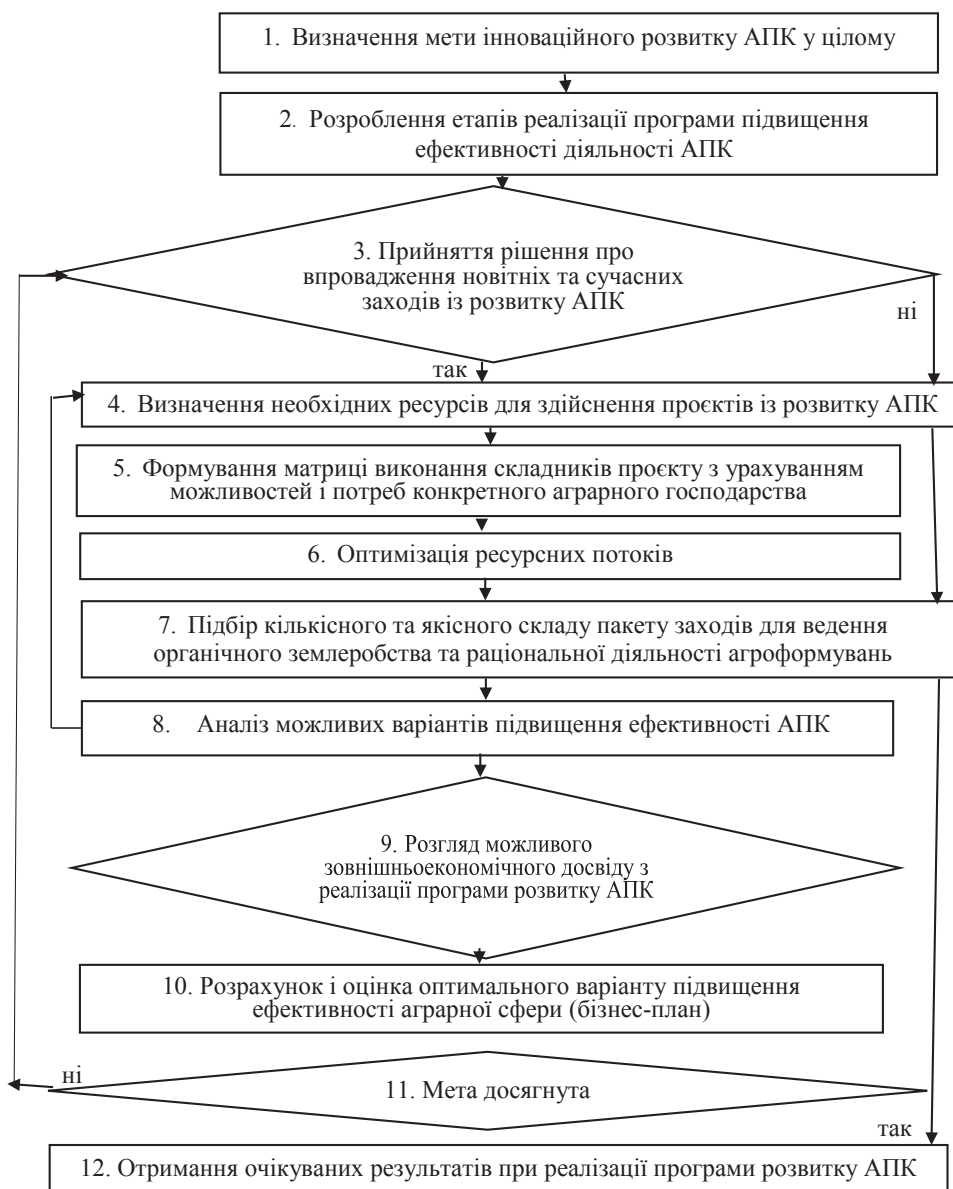 1. Визначення мети інноваційного розвитку АПК у цілому
2. Розроблення етапів реалізації програми підвищення
ефективності діяльності АПК
3. Прийняття рішення про
впровадження новітніх та сучасних
заходів із розвитку АПК
ні
так
4. Визначення необхідних ресурсів для здійснення проєктів із розвитку АПК
5. Формування матриці виконання складників проєкту з урахуванням
можливостей і потреб конкретного аграрного господарства
6. Оптимізація ресурсних потоків
7. Підбір кількісного та якісного складу пакету заходів для ведення
органічного землеробства та раціональної діяльності агроформувань
8. Аналіз можливих варіантів підвищення ефективності АПК
9. Розгляд можливого
зовнішньоекономічного досвіду з
реалізації програми розвитку АПК
10. Розрахунок і оцінка оптимального варіанту підвищення
ефективності аграрної сфери (бізнес-план)
ні
11. Мета досягнута
так
12. Отримання очікуваних результатів при реалізації програми розвитку АПК